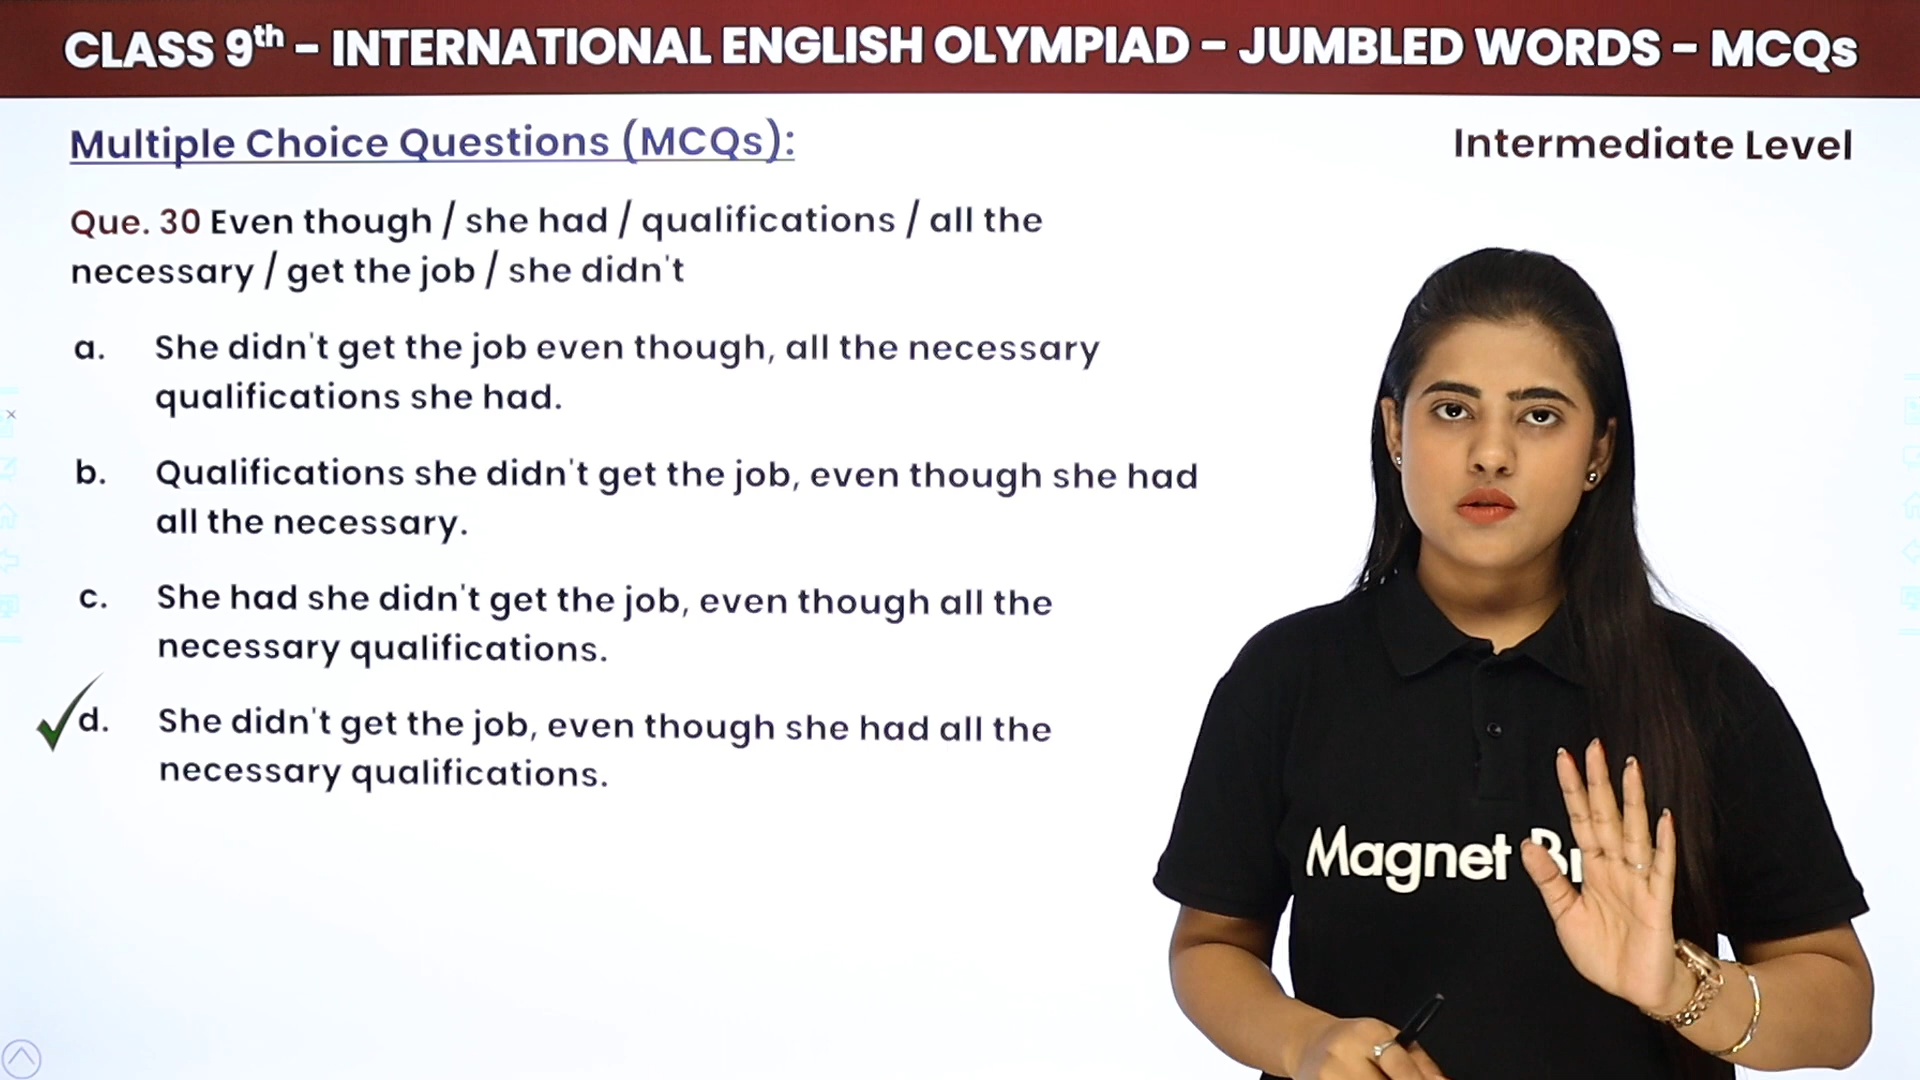 CLASS 9th – INTERNATIONAL ENGLISH OLYMPIAD – JUMBLED WORDS – MCQs
Multiple Choice Questions (MCQs):
Intermediate Level
Que. 30 Even though / she had / qualifications / all the
necessary / get the job / she didn't
a. She didn't get the job even though, all the necessary
qualifications she had.
b. Qualifications she didn't get the job, even though she had
all the necessary.
c. She had she didn't get the job, even though all the
necessary qualifications.
d. She didn't get the job, even though she had all the
necessary qualifications.
Magnet